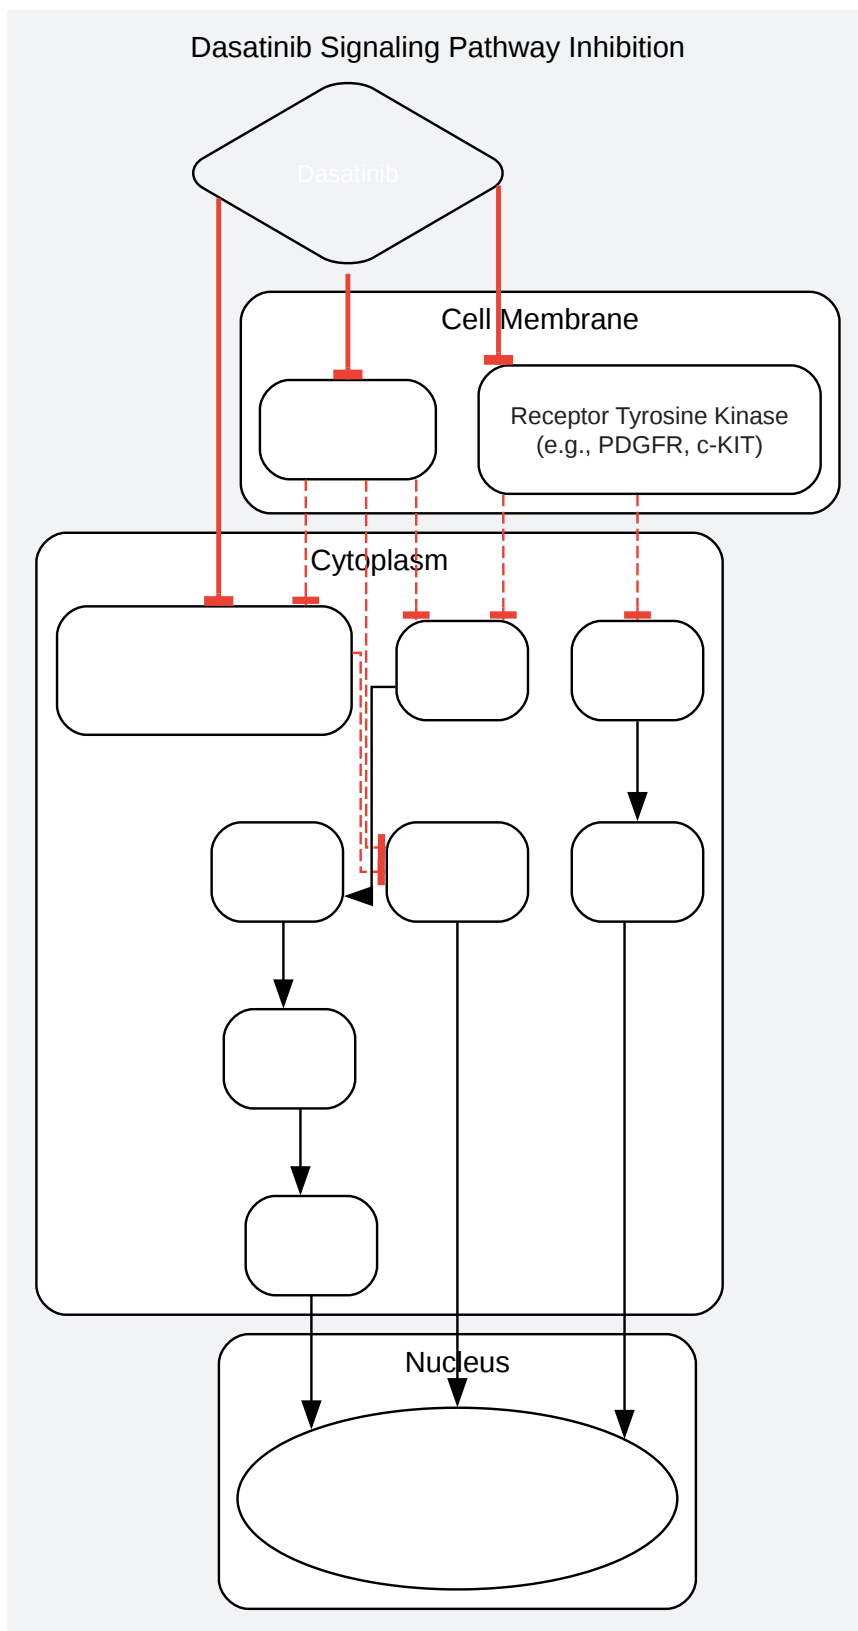 Dasatinib Signaling Pathway Inhibition
Dasatinib
Cell Membrane
Receptor Tyrosine Kinase
(e.g., PDGFR, c-KIT)
Cytoplasm
Nucleus